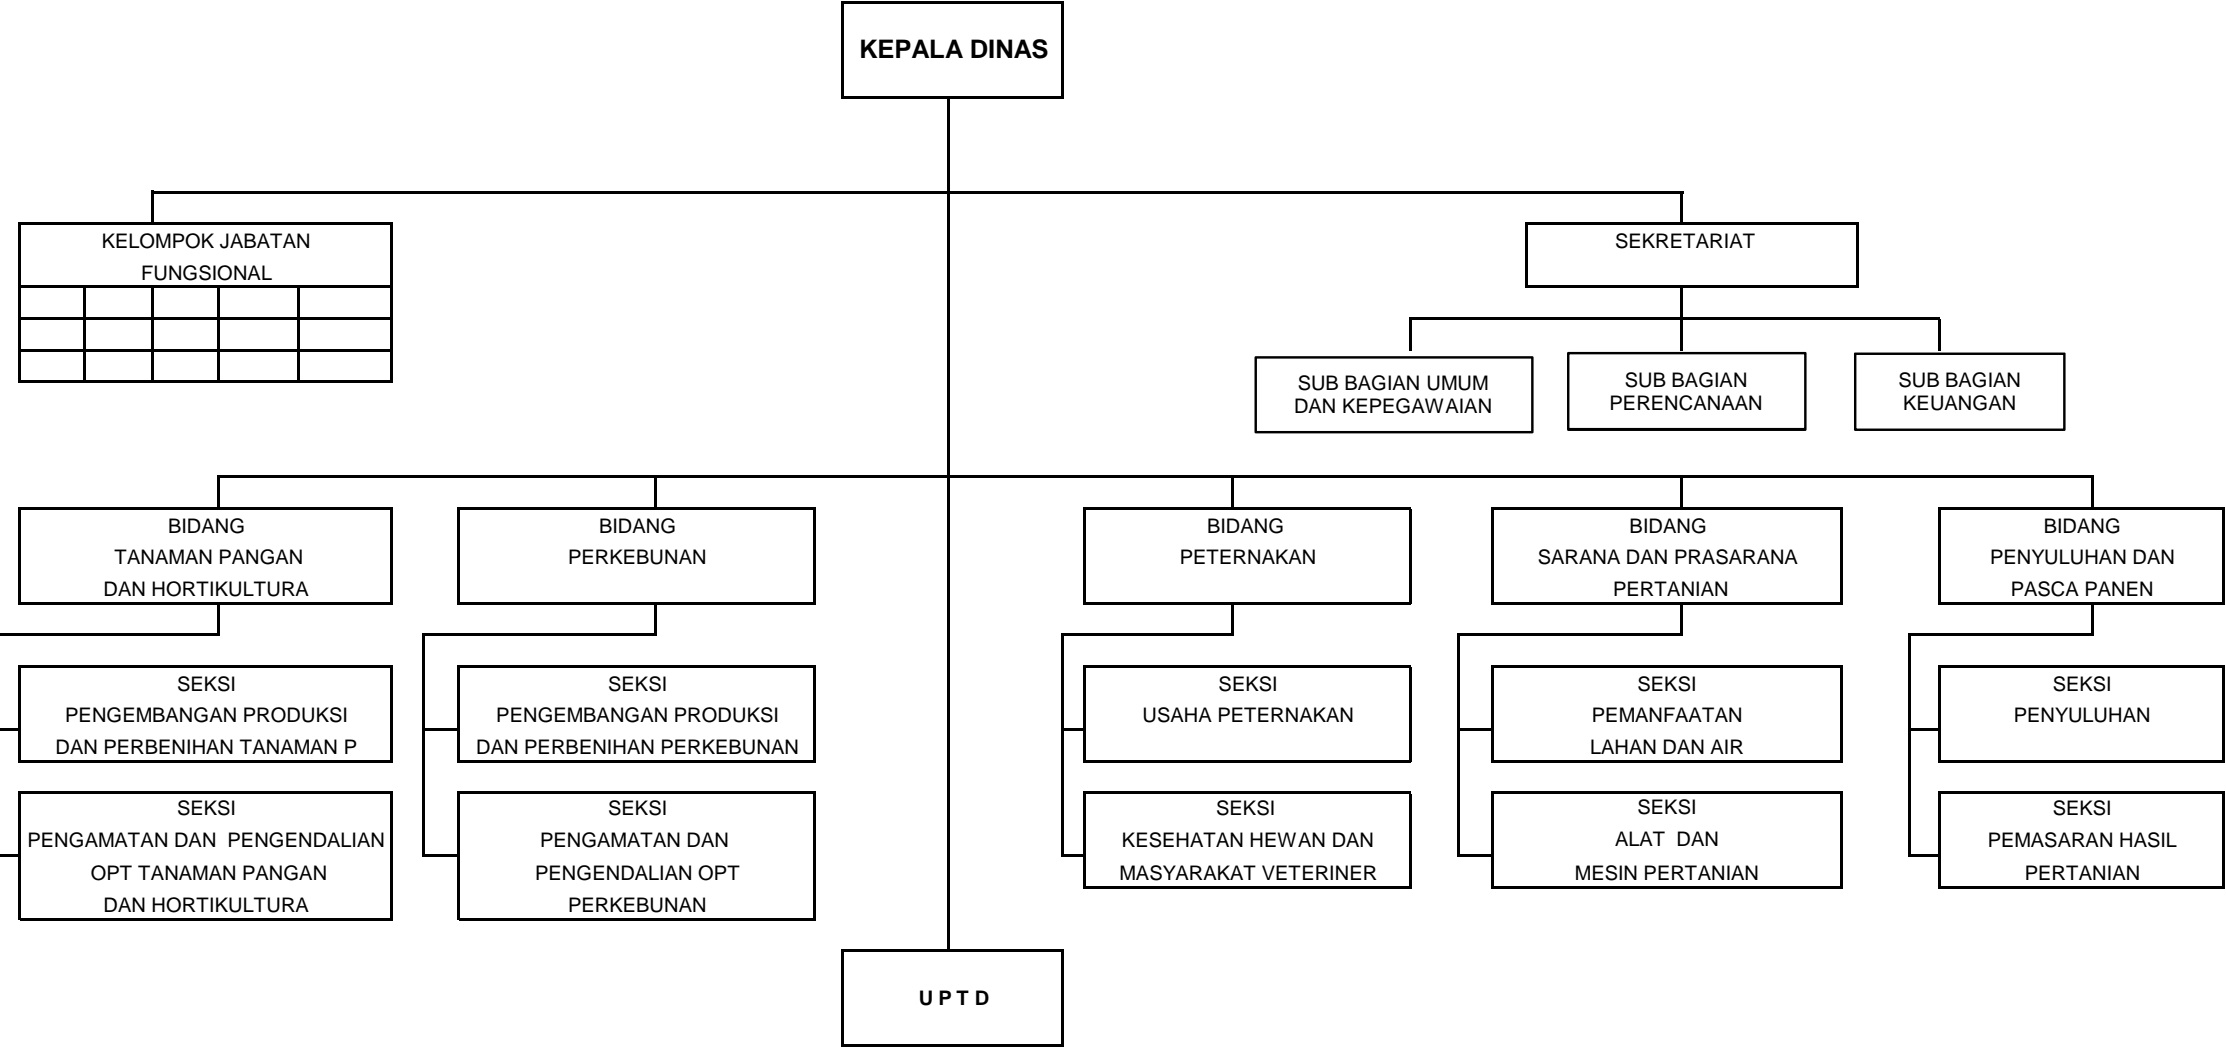 KEPALA DINAS
KELOMPOK JABATAN
FUNGSIONAL
SEKRETARIAT
SUB BAGIAN UMUM
DAN KEPEGAWAIAN
SUB BAGIAN
PERENCANAAN
SUB BAGIAN
KEUANGAN
BIDANG
TANAMAN PANGAN
DAN HORTIKULTURA
BIDANG
PERKEBUNAN
BIDANG
PETERNAKAN
BIDANG
SARANA DAN PRASARANA
PERTANIAN
BIDANG
PENYULUHAN DAN
PASCA PANEN
SEKSI
PENGEMBANGAN PRODUKSI
DAN PERBENIHAN TANAMAN P
SEKSI
PENGEMBANGAN PRODUKSI
DAN PERBENIHAN PERKEBUNAN
SEKSI
USAHA PETERNAKAN
SEKSI
PEMANFAATAN
LAHAN DAN AIR
SEKSI
PENYULUHAN
SEKSI
PENGAMATAN DAN PENGENDALIAN
OPT TANAMAN PANGAN
DAN HORTIKULTURA
SEKSI
PENGAMATAN DAN
PENGENDALIAN OPT
PERKEBUNAN
SEKSI
KESEHATAN HEWAN DAN
MASYARAKAT VETERINER
SEKSI
ALAT DAN
MESIN PERTANIAN
SEKSI
PEMASARAN HASIL
PERTANIAN
U P T D